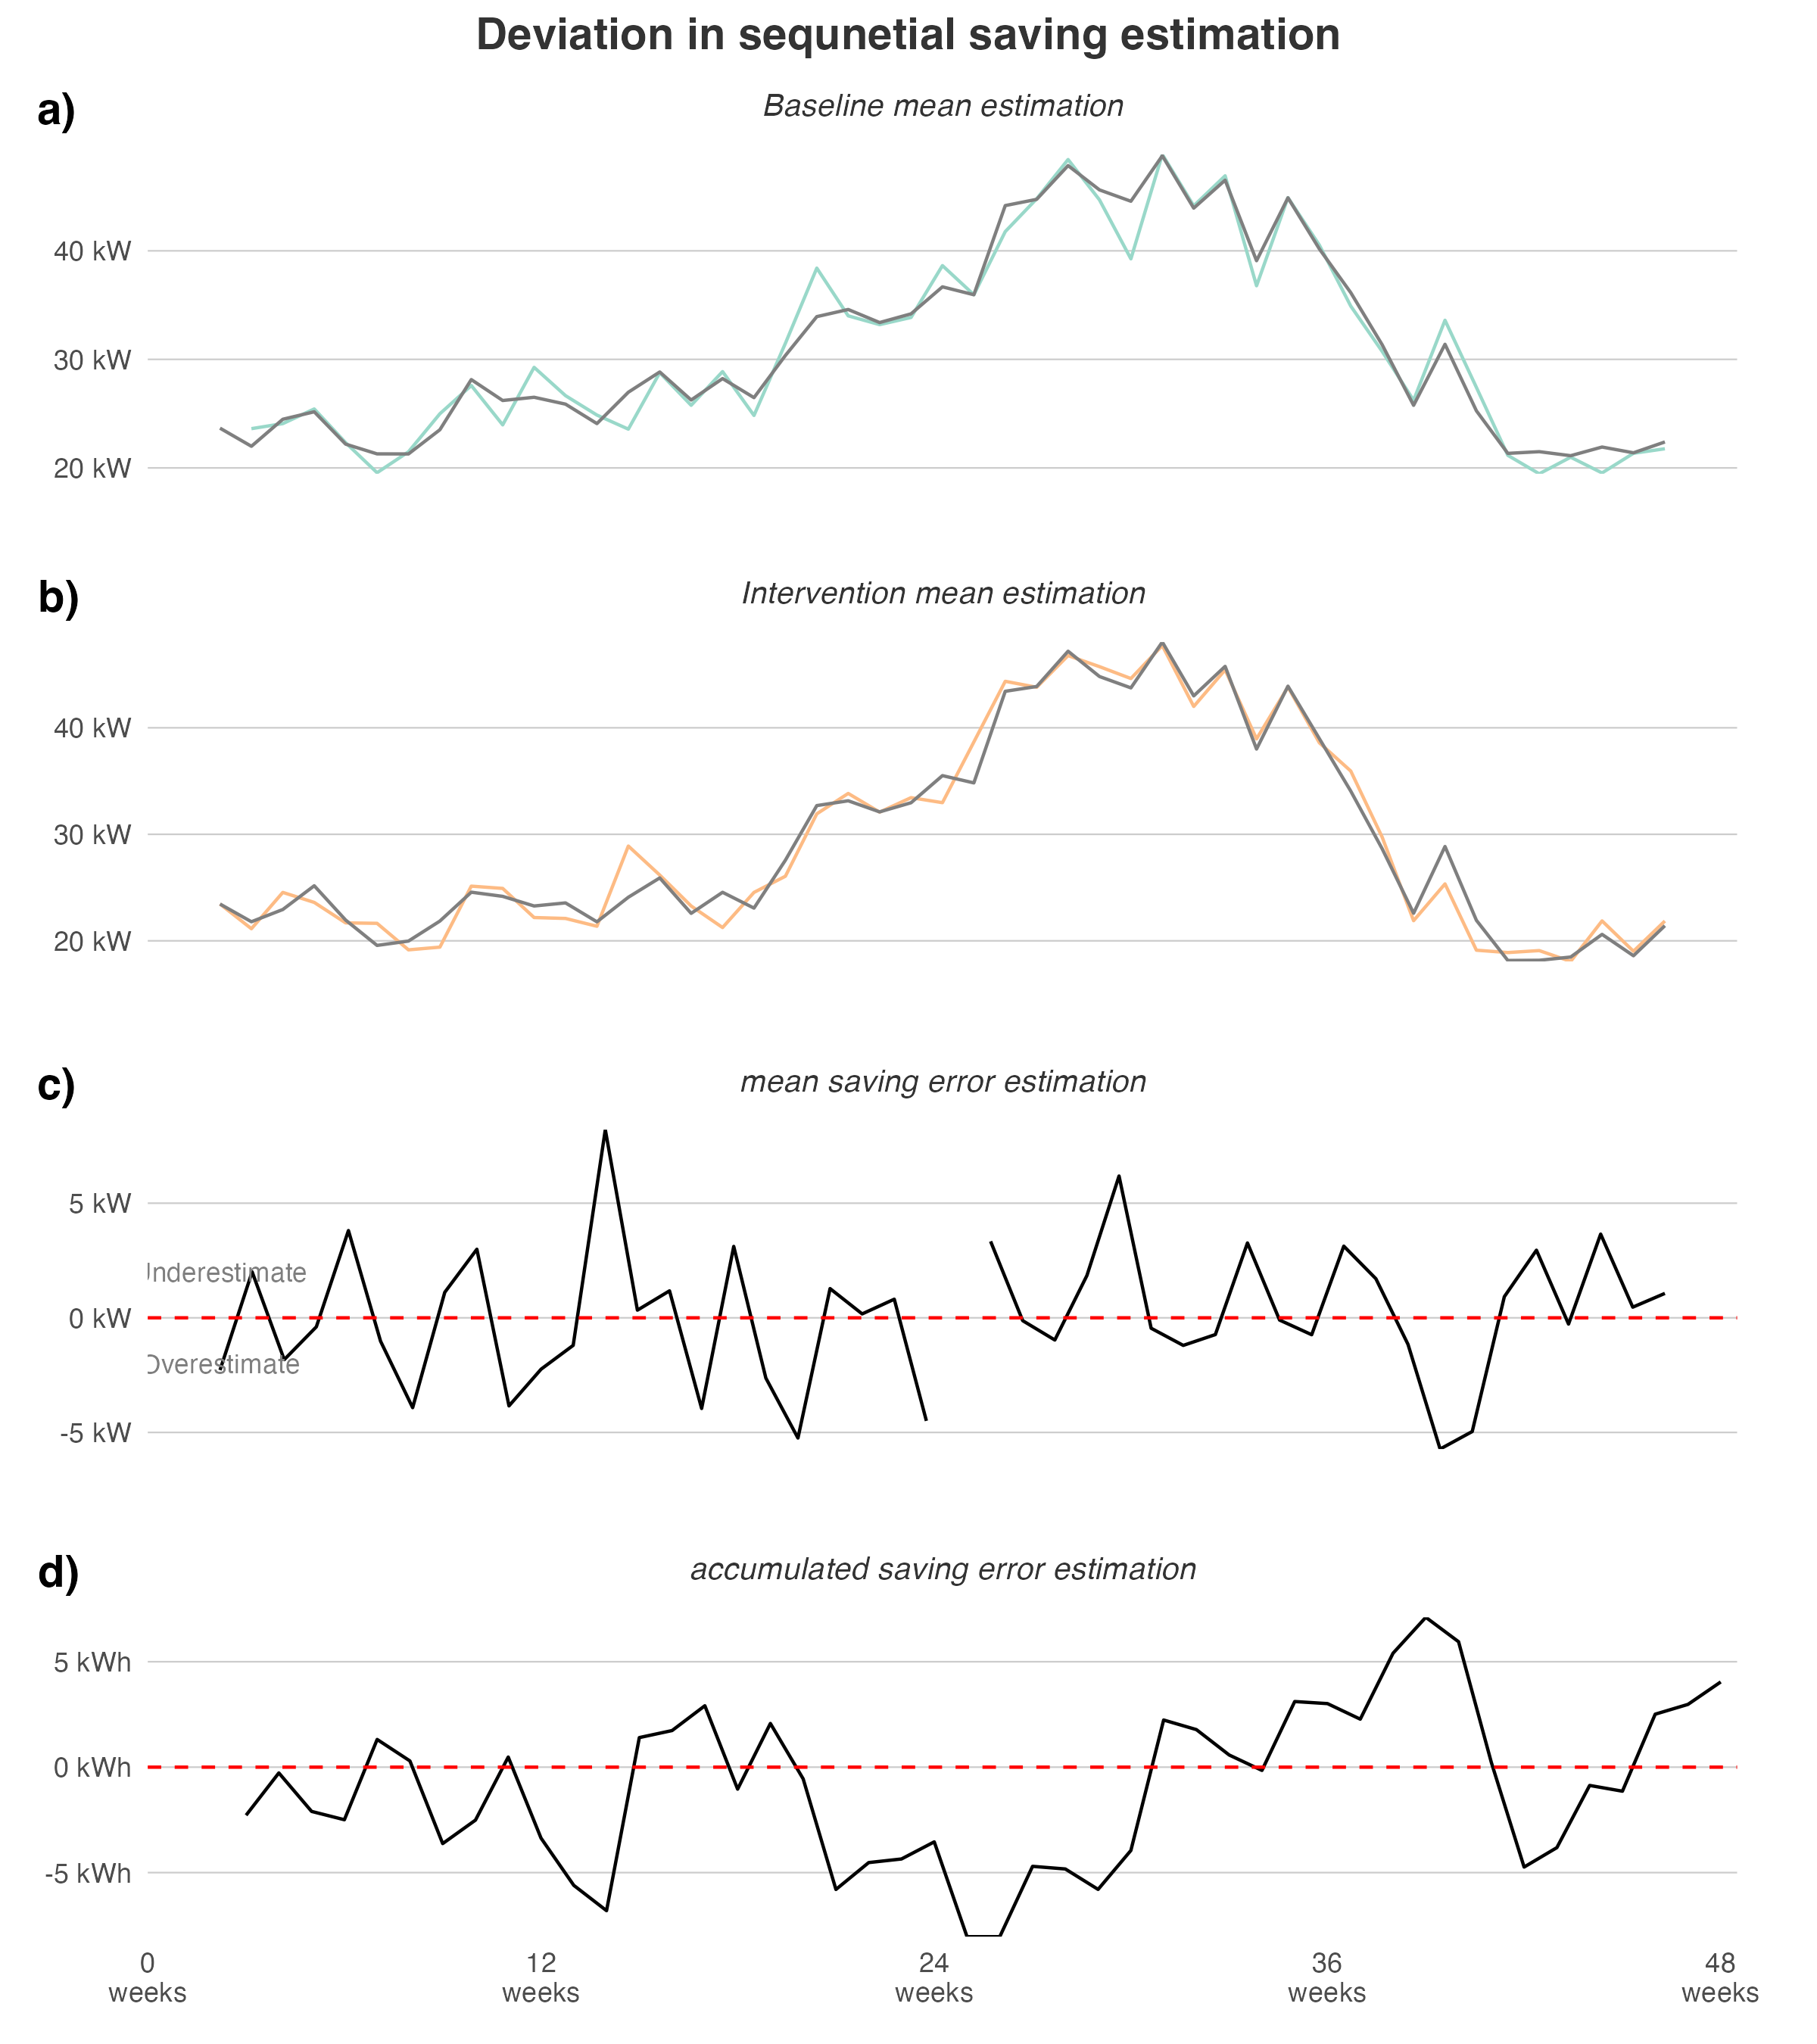 Deviation in sequnetial saving estimation
a)
Baseline mean estimation
40 kW
30 kW
20 kW
b)
Intervention mean estimation
40 kW
30 kW
20 kW
c)
mean saving error estimation
5 kW
Underestimate
0 kW
Overestimate
-5 kW
d)
accumulated saving error estimation
5 kWh
0 kWh
-5 kWh
0 12 24 36 48
weeks weeks weeks weeks weeks